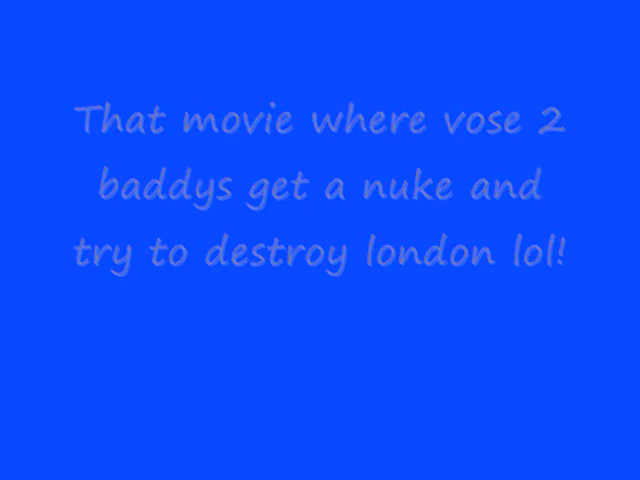 That movie where vose 2
baddys get a nuke and
try to destroy london lol!